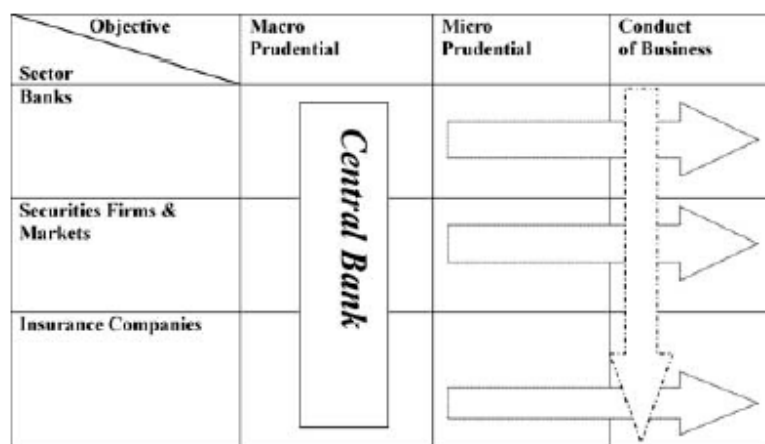 Objective
Sector
Macro
Prudential
Micro
Prudential
Conduct
of Business
Banks
Securities Firms &
Markets
Insurance Companies
Central Bank